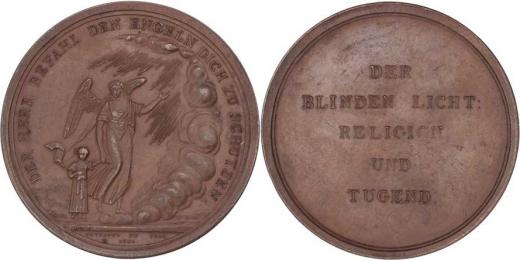 DER HERR BEFAHL DEN ENGELN DICH ZU SCHÜTZEN
DER
BLINDEN LICHT:
RELIGION
UND
TUGEND